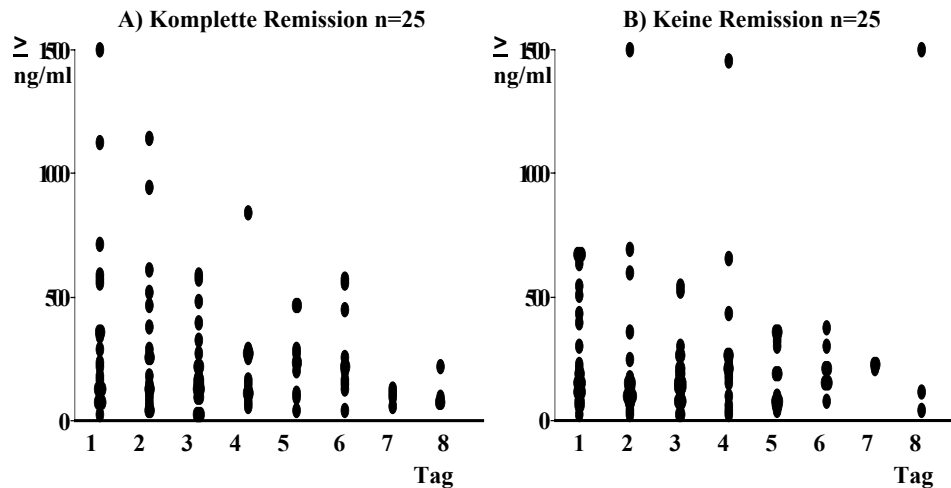 A) Komplette Remission n=25
≥ 1500
ng/ml
1000
500
0
1 2 3 4 5 6 7 8
Tag
B) Keine Remission n=25
≥ 1500
ng/ml
1000
500
0
1 2 3 4 5 6 7 8
Tag